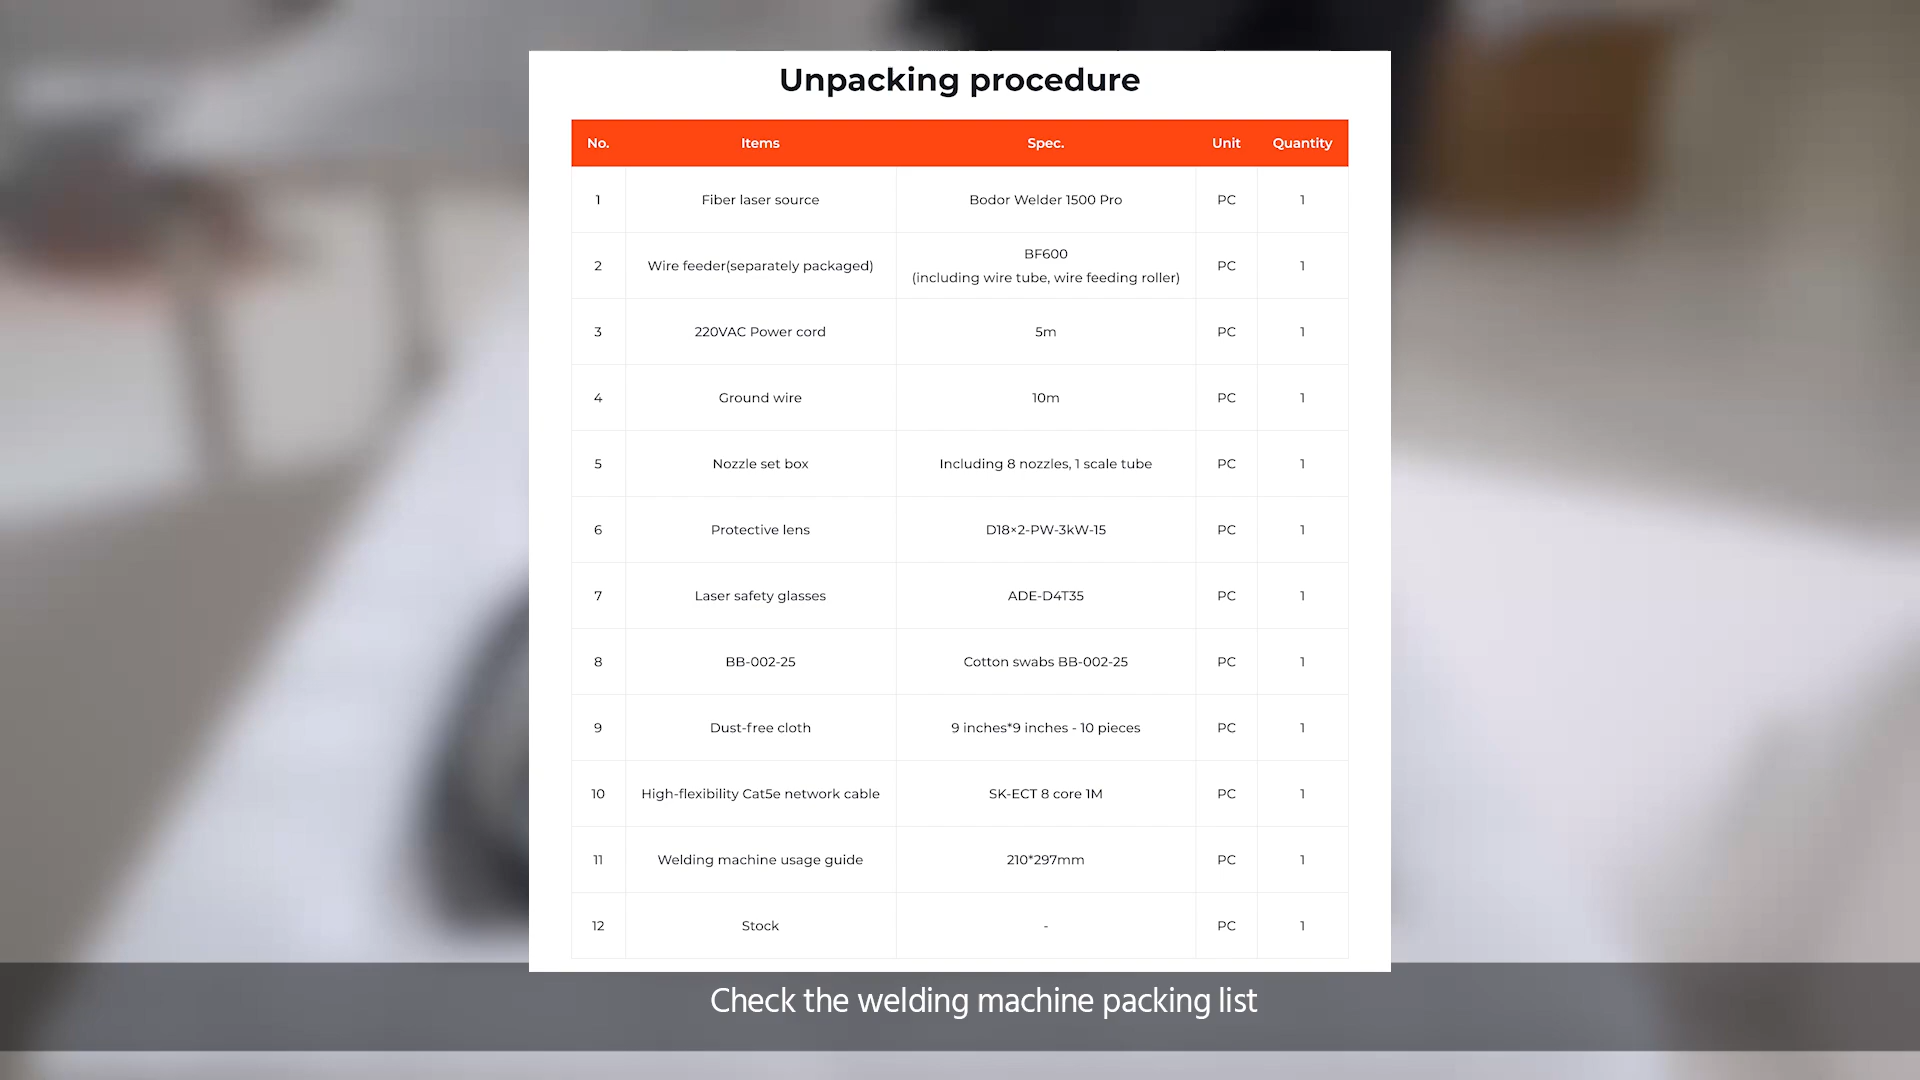 Unpacking procedure
No. Items Spec. Unit Quantity
1 Fiber laser source Bodor Welder 1500 Pro PC 1
2 Wire feeder(separately packaged) BF600 (including wire tube, wire feeding roller) PC 1
3 220VAC Power cord 5m PC 1
4 Ground wire 10m PC 1
5 Nozzle set box Including 8 nozzles, 1 scale tube PC 1
6 Protective lens D18×2-PW-3kW-15 PC 1
7 Laser safety glasses ADE-D4T35 PC 1
8 BB-002-25 Cotton swabs BB-002-25 PC 1
9 Dust-free cloth 9 inches*9 inches - 10 pieces PC 1
10 High-flexibility Cat5e network cable SK-ECT 8 core 1M PC 1
11 Welding machine usage guide 210*297mm PC 1
12 Stock - PC 1
Check the welding machine packing list